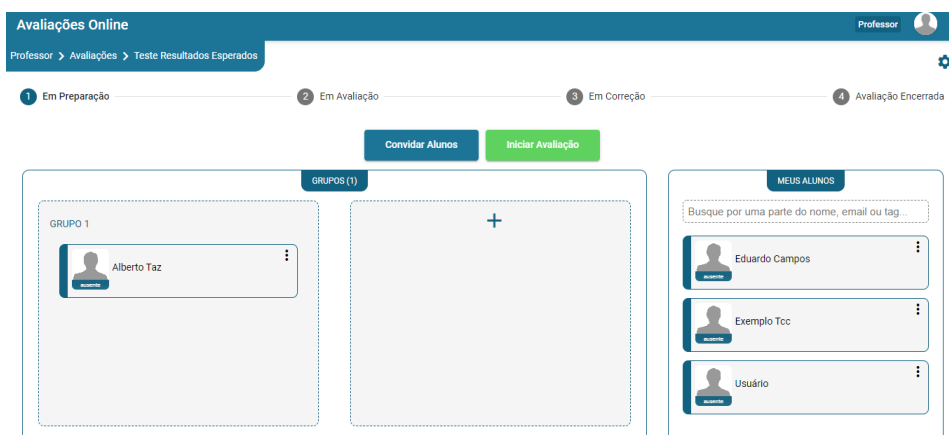 Avaliações Online
Professor
Professor > Avaliações > Teste Resultados Esperados
1 Em Preparação
2 Em Avaliação
3 Em Correção
4 Avaliação Encerrada
Convidar Alunos
Iniciar Avaliação
GRUPOS (1)
GRUPO 1
Alberto Taz
ausente
+
MEUS ALUNOS
Busque por uma parte do nome, email ou tag...
Eduardo Campos
ausente
Exemplo Tcc
ausente
Usuário
ausente